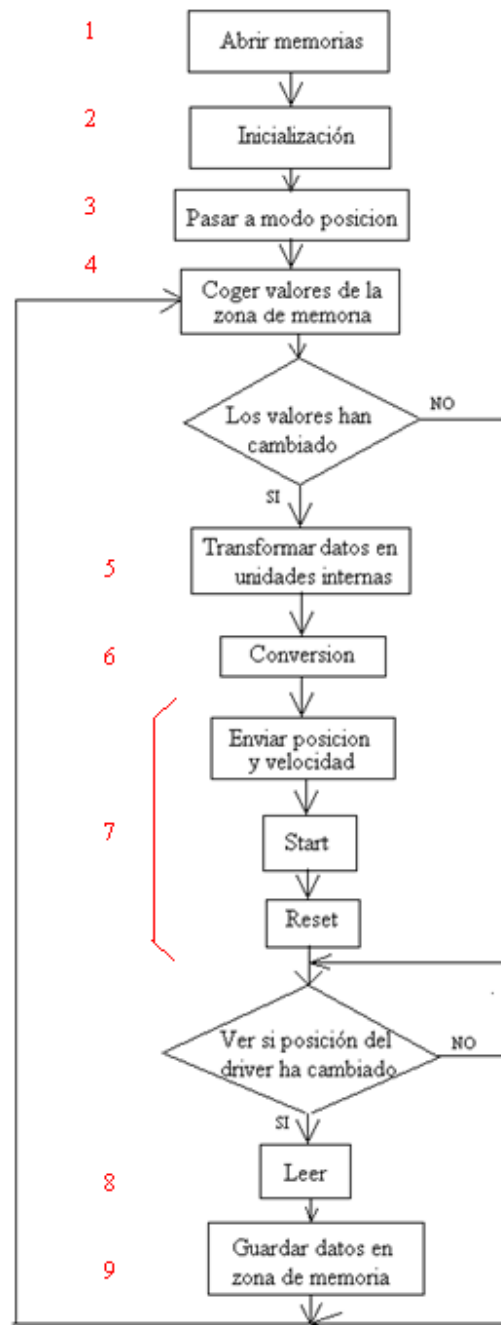 1
Abrir memorias
2
Inicialización
3
Pasar a modo posicion
4
Coger valores de la
zona de memoria
Los valores han
cambiado
NO
SI
5
Transformar datos en
unidades internas
6
Conversion
Enviar posicion
y velocidad
7
Start
Reset
Ver si posición del
driver ha cambiado
NO
SI
8
Leer
9
Guardar datos en
zona de memoria